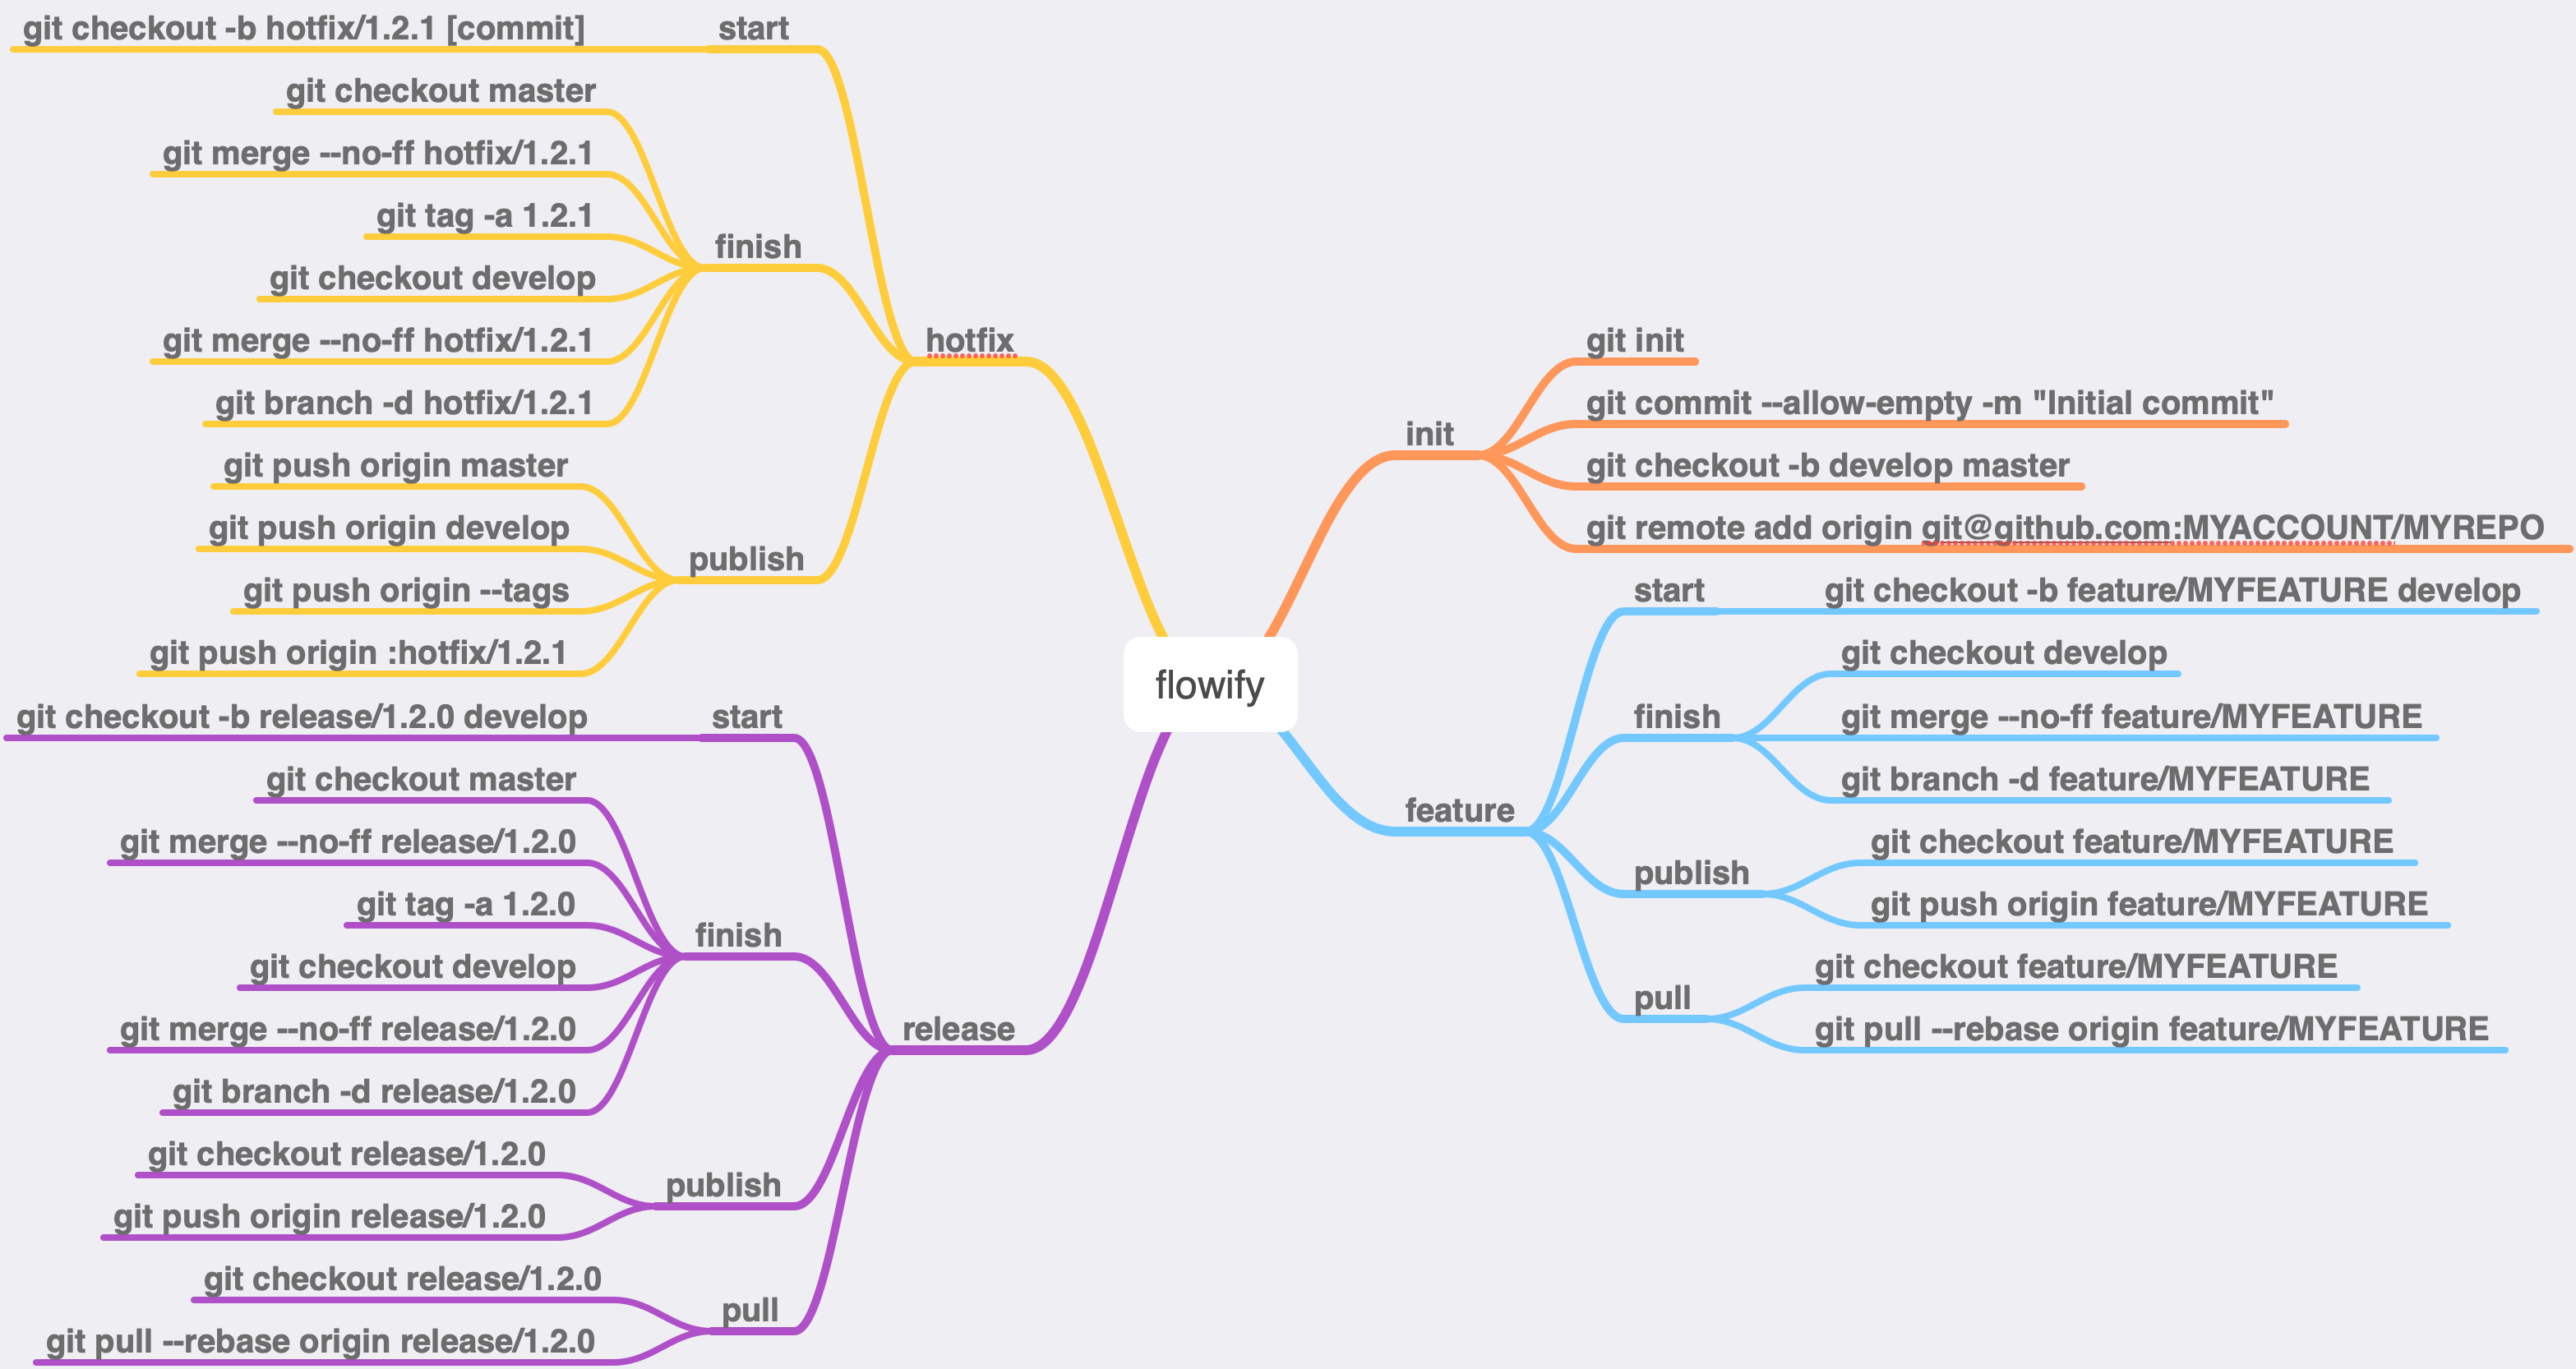 flowify
hotfix
start
git checkout -b hotfix/1.2.1 [commit]
finish
git checkout master
git merge --no-ff hotfix/1.2.1
git tag -a 1.2.1
git checkout develop
git merge --no-ff hotfix/1.2.1
git branch -d hotfix/1.2.1
publish
git push origin master
git push origin develop
git push origin --tags
git push origin :hotfix/1.2.1
release
start
git checkout -b release/1.2.0 develop
finish
git checkout master
git merge --no-ff release/1.2.0
git tag -a 1.2.0
git checkout develop
git merge --no-ff release/1.2.0
git branch -d release/1.2.0
publish
git checkout release/1.2.0
git push origin release/1.2.0
pull
git checkout release/1.2.0
git pull --rebase origin release/1.2.0
init
git init
git commit --allow-empty -m "Initial commit"
git checkout -b develop master
git remote add origin git@github.com:MYACCOUNT/MYREPO
feature
start
git checkout -b feature/MYFEATURE develop
finish
git checkout develop
git merge --no-ff feature/MYFEATURE
git branch -d feature/MYFEATURE
publish
git checkout feature/MYFEATURE
git push origin feature/MYFEATURE
pull
git checkout feature/MYFEATURE
git pull --rebase origin feature/MYFEATURE